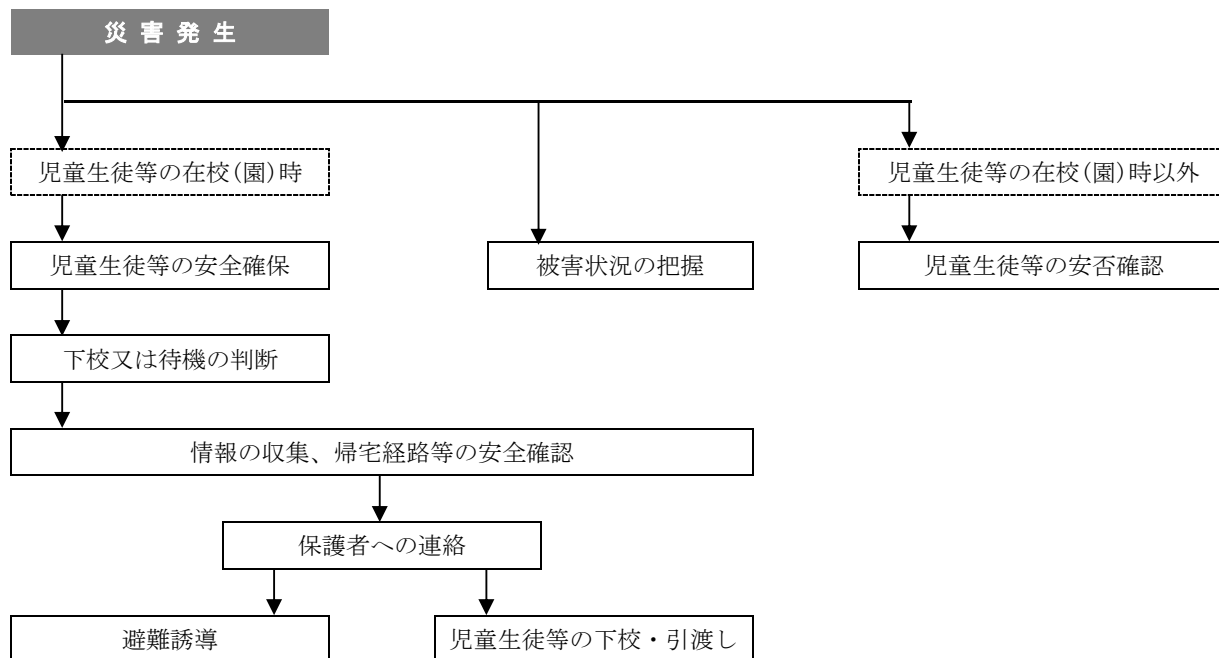 災 害 発 生
児童生徒等の在校(園)時
児童生徒等の在校(園)時以外
児童生徒等の安全確保
被害状況の把握
児童生徒等の安否確認
下校又は待機の判断
情報の収集、帰宅経路等の安全確認
保護者への連絡
避難誘導
児童生徒等の下校・引渡し